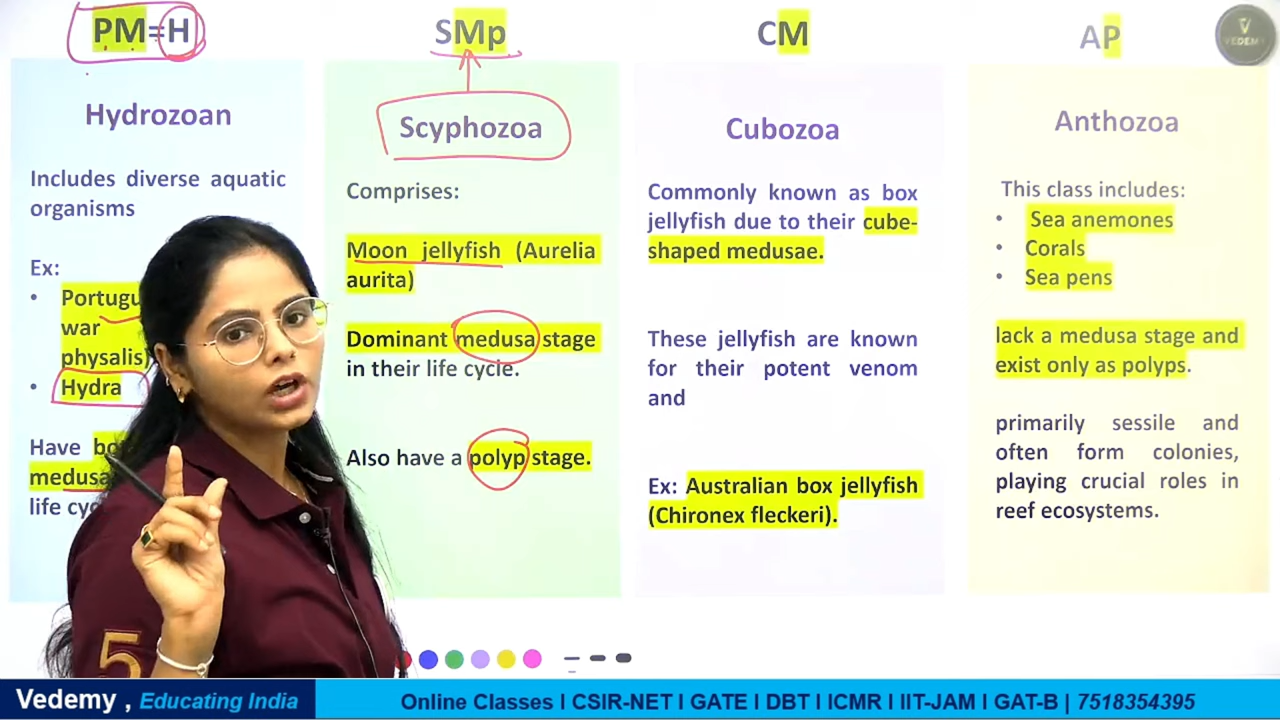 PM=H
SMp
CM
AP
VEDEMY
Hydrozoan
Includes diverse aquatic
organisms
Ex:
• Portugu
war
physalis)
• Hydra
Have bo
medusa
life cyc
Scyphozoa
Comprises:
Moon jellyfish (Aurelia
aurita)
Dominant medusa stage
in their life cycle.
Also have a polyp stage.
Cubozoa
Commonly known as box
jellyfish due to their cube-
shaped medusae.
These jellyfish are known
for their potent venom
and
Ex: Australian box jellyfish
(Chironex fleckeri).
Anthozoa
This class includes:
• Sea anemones
• Corals
• Sea pens
lack a medusa stage and
exist only as polyps.
primarily sessile and
often form colonies,
playing crucial roles in
reef ecosystems.
5
Vedemy , Educating India
Online Classes I CSIR-NET I GATE I DBT I ICMR I IIT-JAM I GAT-B | 7518354395